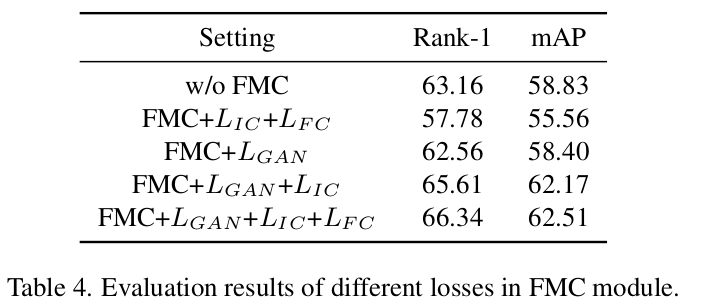 Setting Rank-1 mAP
w/o FMC 63.16 58.83
FMC+L_{IC}+L_{FC} 57.78 55.56
FMC+L_{GAN} 62.56 58.40
FMC+L_{GAN}+L_{IC} 65.61 62.17
FMC+L_{GAN}+L_{IC}+L_{FC} 66.34 62.51
Table 4. Evaluation results of different losses in FMC module.